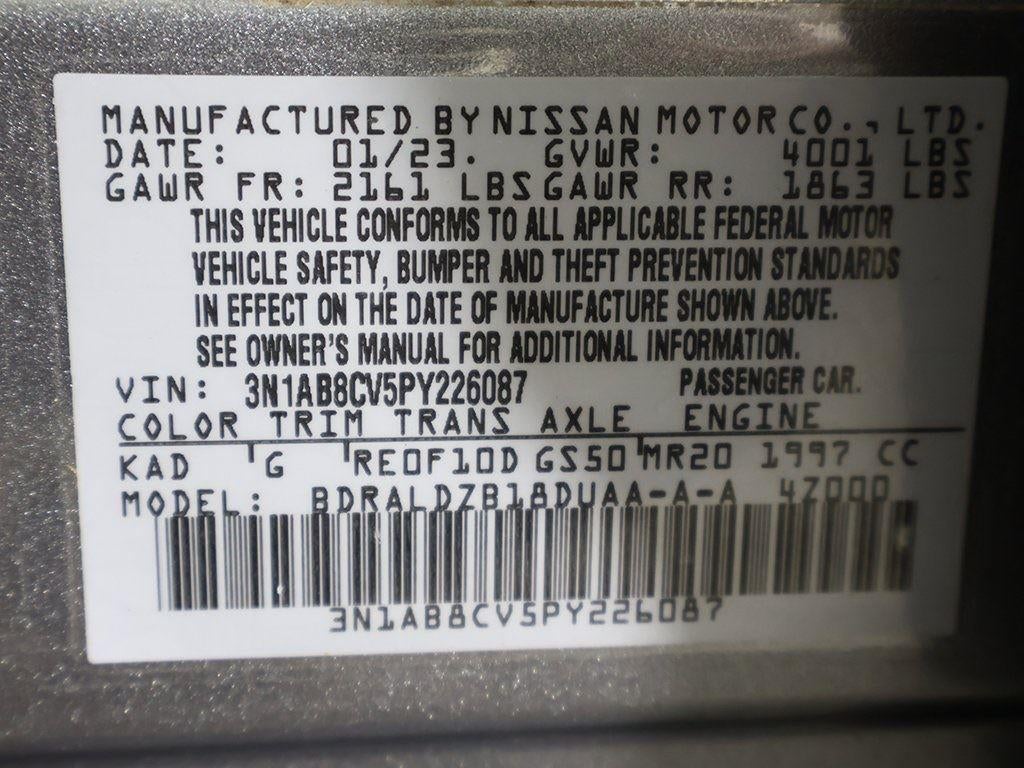 MANUFACTURED BY NISSAN MOTOR CO., LTD.
DATE: 01/23. GVWR: 4001 LBS
GAWR FR: 2161 LBS GAWR RR: 1863 LBS
THIS VEHICLE CONFORMS TO ALL APPLICABLE FEDERAL MOTOR
VEHICLE SAFETY, BUMPER AND THEFT PREVENTION STANDARDS
IN EFFECT ON THE DATE OF MANUFACTURE SHOWN ABOVE.
SEE OWNER'S MANUAL FOR ADDITIONAL INFORMATION.
VIN: 3N1AB8CV5PY226087 PASSENGER CAR.
COLOR TRIM TRANS AXLE ENGINE
KAD G RE0F10D GS50 MR20 1997 CC
MODEL: BDRALDZB18DUAA-A-A 4Z000
3N1AB8CV5PY226087